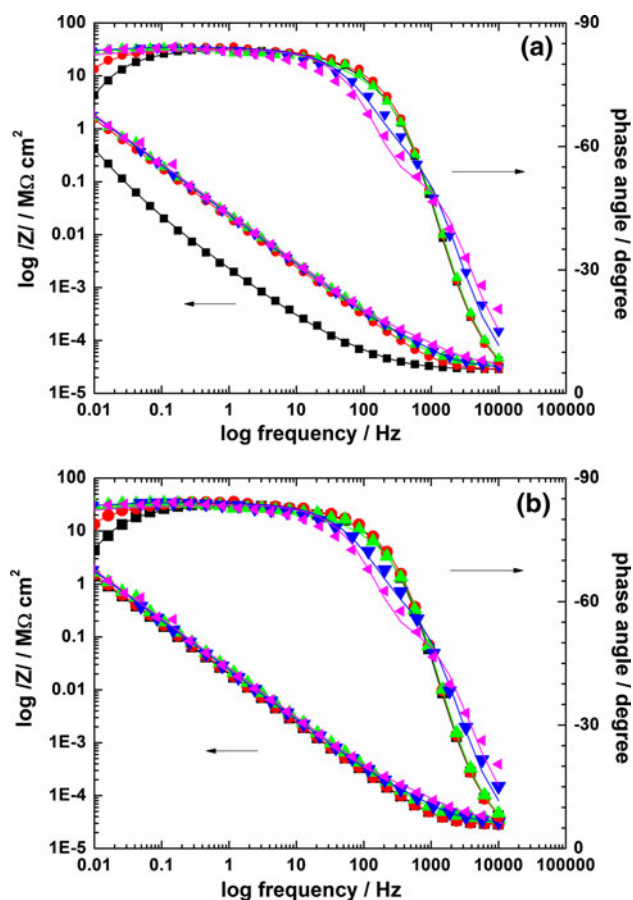 (a)
log |Z| / MΩ cm²
100
10
1
0.1
0.01
1E-3
1E-4
1E-5
0.01 0.1 1 10 100 1000 10000 100000
log frequency / Hz
-90
-60
-30
0
phase angle / degree
(b)
log |Z| / MΩ cm²
100
10
1
0.1
0.01
1E-3
1E-4
1E-5
0.01 0.1 1 10 100 1000 10000 100000
log frequency / Hz
-90
-60
-30
0
phase angle / degree